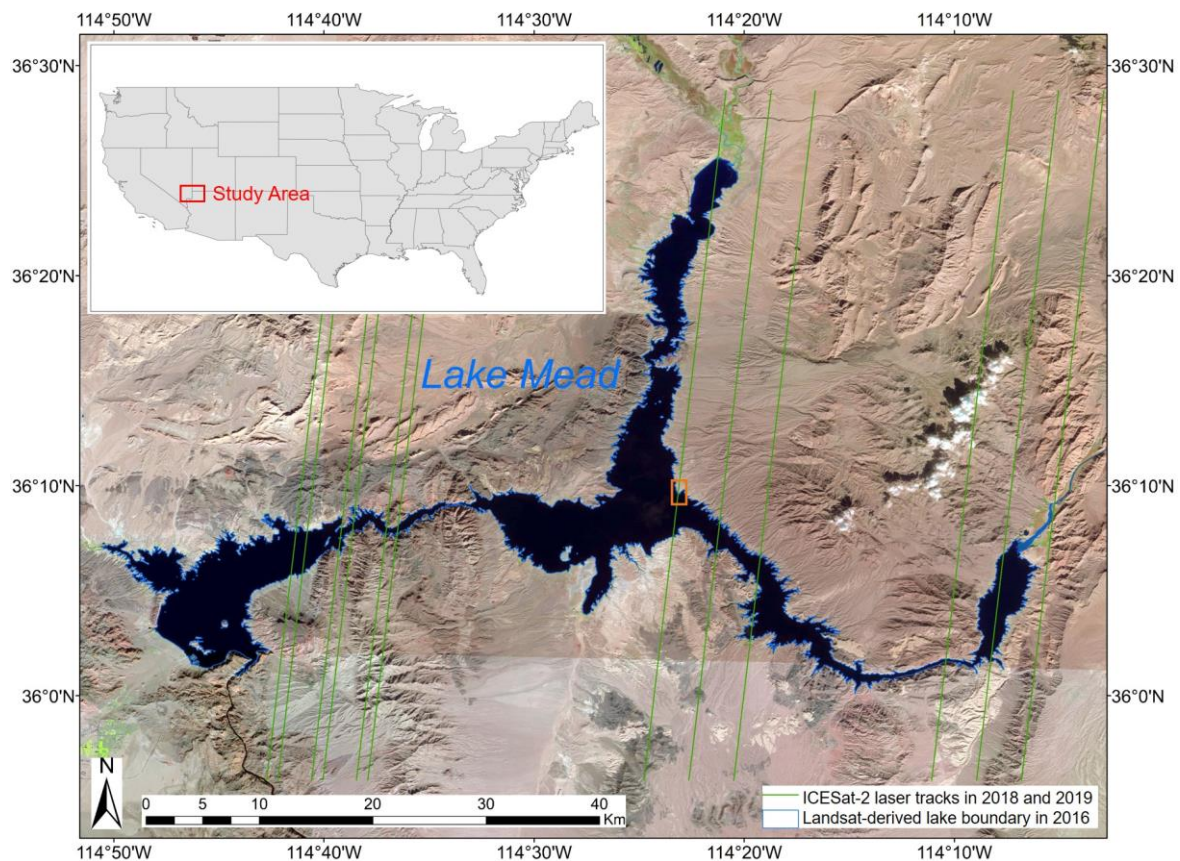 114°50'W 114°40'W 114°30'W 114°20'W 114°10'W
36°30'N 36°30'N
Study Area
36°20'N 36°20'N
Lake Mead
36°10'N 36°10'N
36°0'N 36°0'N
N
0 5 10 20 30 40
Km
ICESat-2 laser tracks in 2018 and 2019
Landsat-derived lake boundary in 2016
114°50'W 114°40'W 114°30'W 114°20'W 114°10'W